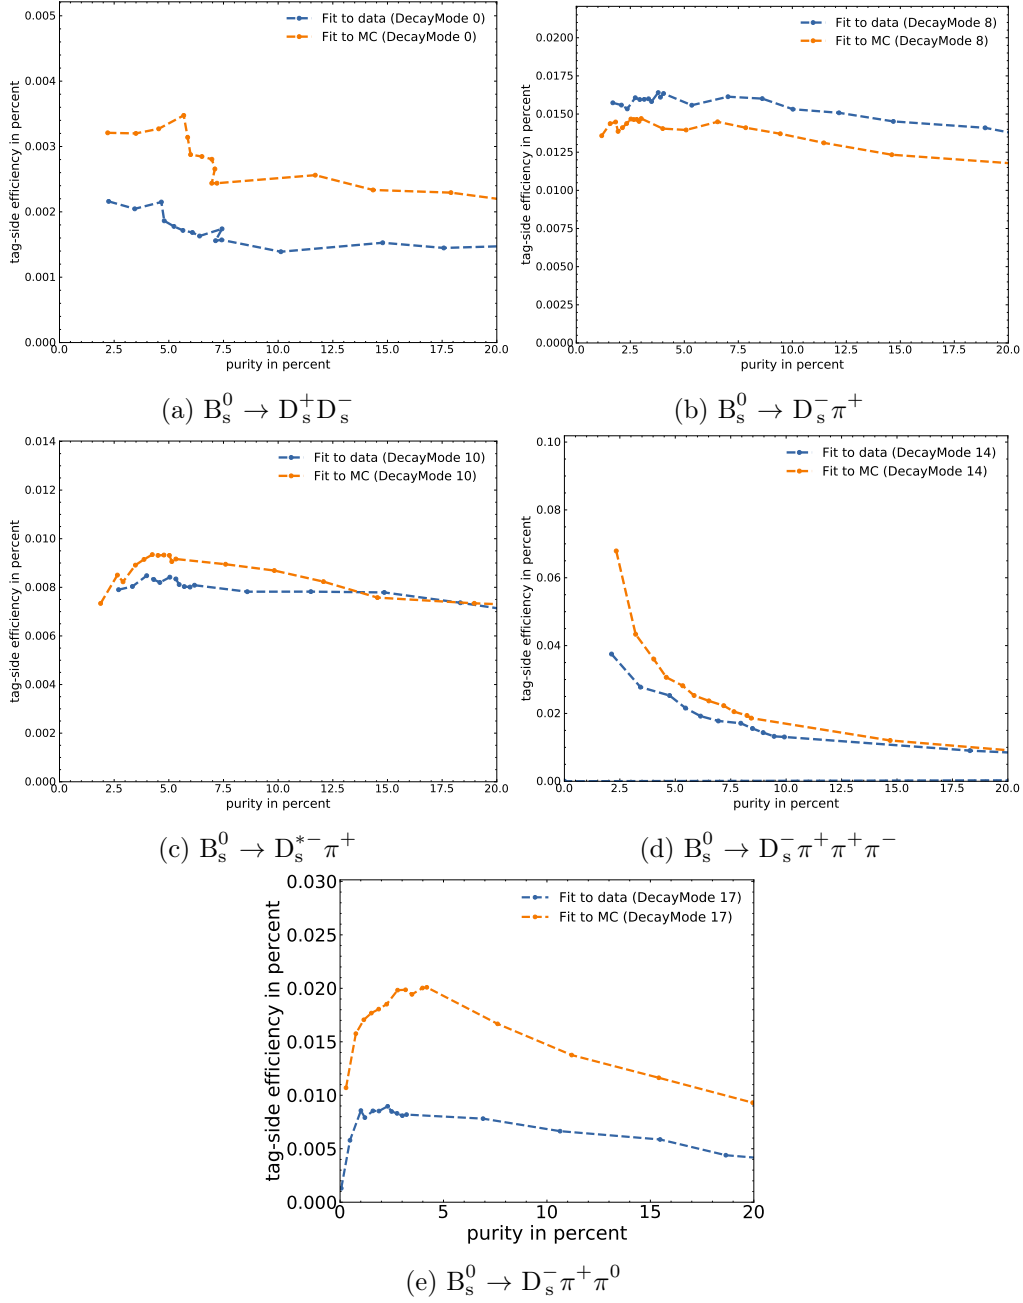 tag-side efficiency in percent
0.005
0.004
0.003
0.002
0.001
0.000
Fit to data (DecayMode 0)
Fit to MC (DecayMode 0)
0.0 2.5 5.0 7.5 10.0 12.5 15.0 17.5 20.0
purity in percent
(a) B⁰ₛ → D⁺ₛD⁻ₛ
tag-side efficiency in percent
0.0200
0.0175
0.0150
0.0125
0.0100
0.0075
0.0050
0.0025
0.0000
Fit to data (DecayMode 8)
Fit to MC (DecayMode 8)
0.0 2.5 5.0 7.5 10.0 12.5 15.0 17.5 20.0
purity in percent
(b) B⁰ₛ → D⁻ₛπ⁺
tag-side efficiency in percent
0.014
0.012
0.010
0.008
0.006
0.004
0.002
0.000
Fit to data (DecayMode 10)
Fit to MC (DecayMode 10)
0.0 2.5 5.0 7.5 10.0 12.5 15.0 17.5 20.0
purity in percent
(c) B⁰ₛ → D*⁻ₛπ⁺
tag-side efficiency in percent
0.10
0.08
0.06
0.04
0.02
0.00
Fit to data (DecayMode 14)
Fit to MC (DecayMode 14)
0.0 2.5 5.0 7.5 10.0 12.5 15.0 17.5 20.0
purity in percent
(d) B⁰ₛ → D⁻ₛπ⁺π⁺π⁻
tag-side efficiency in percent
0.030
0.025
0.020
0.015
0.010
0.005
0.000
Fit to data (DecayMode 17)
Fit to MC (DecayMode 17)
0 5 10 15 20
purity in percent
(e) B⁰ₛ → D⁻ₛπ⁺π⁰